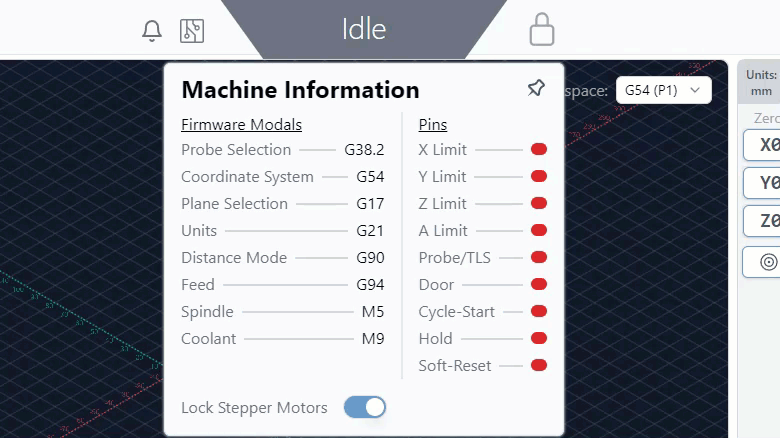 Idle
Machine Information
space:
G54 (P1)
Units:
mm
Firmware Modals
Pins
Probe Selection G38.2
X Limit
Coordinate System G54
Y Limit
Plane Selection G17
Z Limit
Units G21
A Limit
Distance Mode G90
Probe/TLS
Feed G94
Door
Spindle M5
Cycle-Start
Coolant M9
Hold
Soft-Reset
Lock Stepper Motors
Zero
X0
Y0
Z0